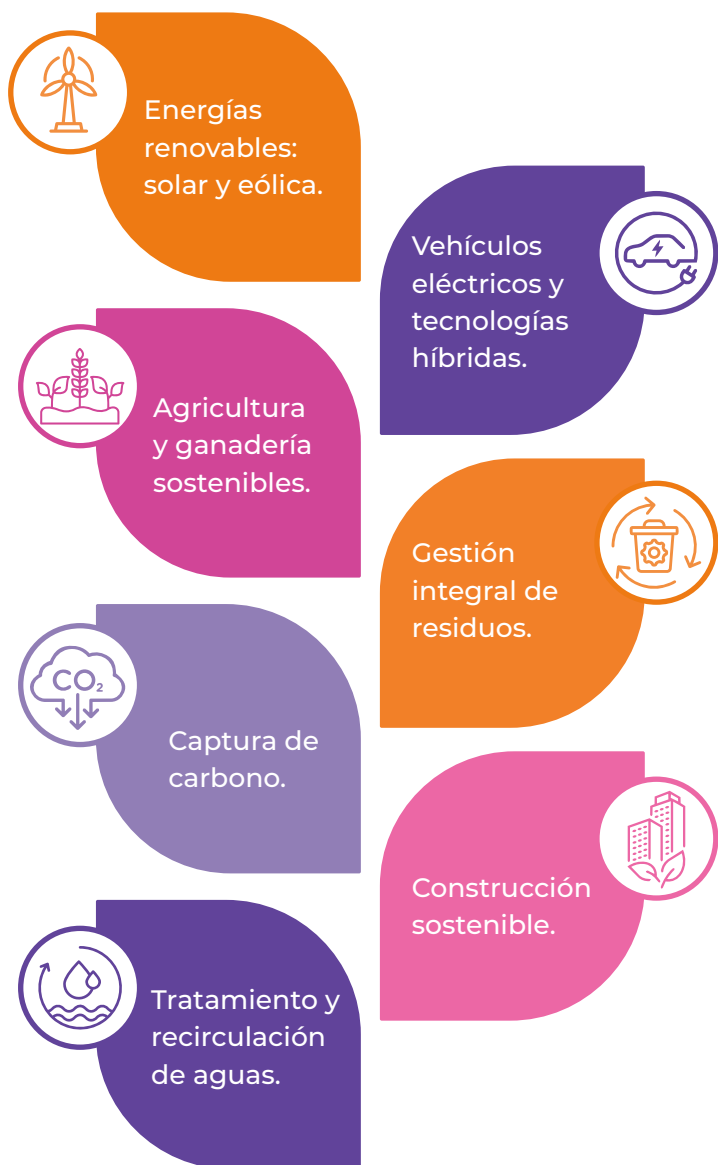 Energías
renovables:
solar y eólica.
Vehículos
eléctricos y
tecnologías
híbridas.
Agricultura
y ganadería
sostenibles.
Gestión
integral de
residuos.
CO₂
Captura de
carbono.
Construcción
sostenible.
Tratamiento y
recirculación
de aguas.